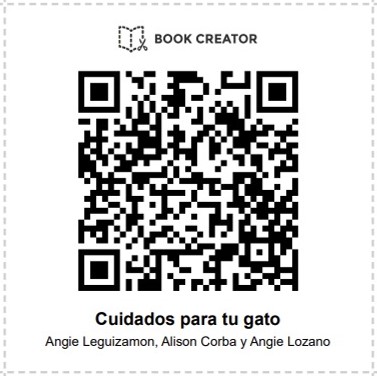 BOOK CREATOR
Cuidados para tu gato
Angie Leguizamon, Alison Corba y Angie Lozano